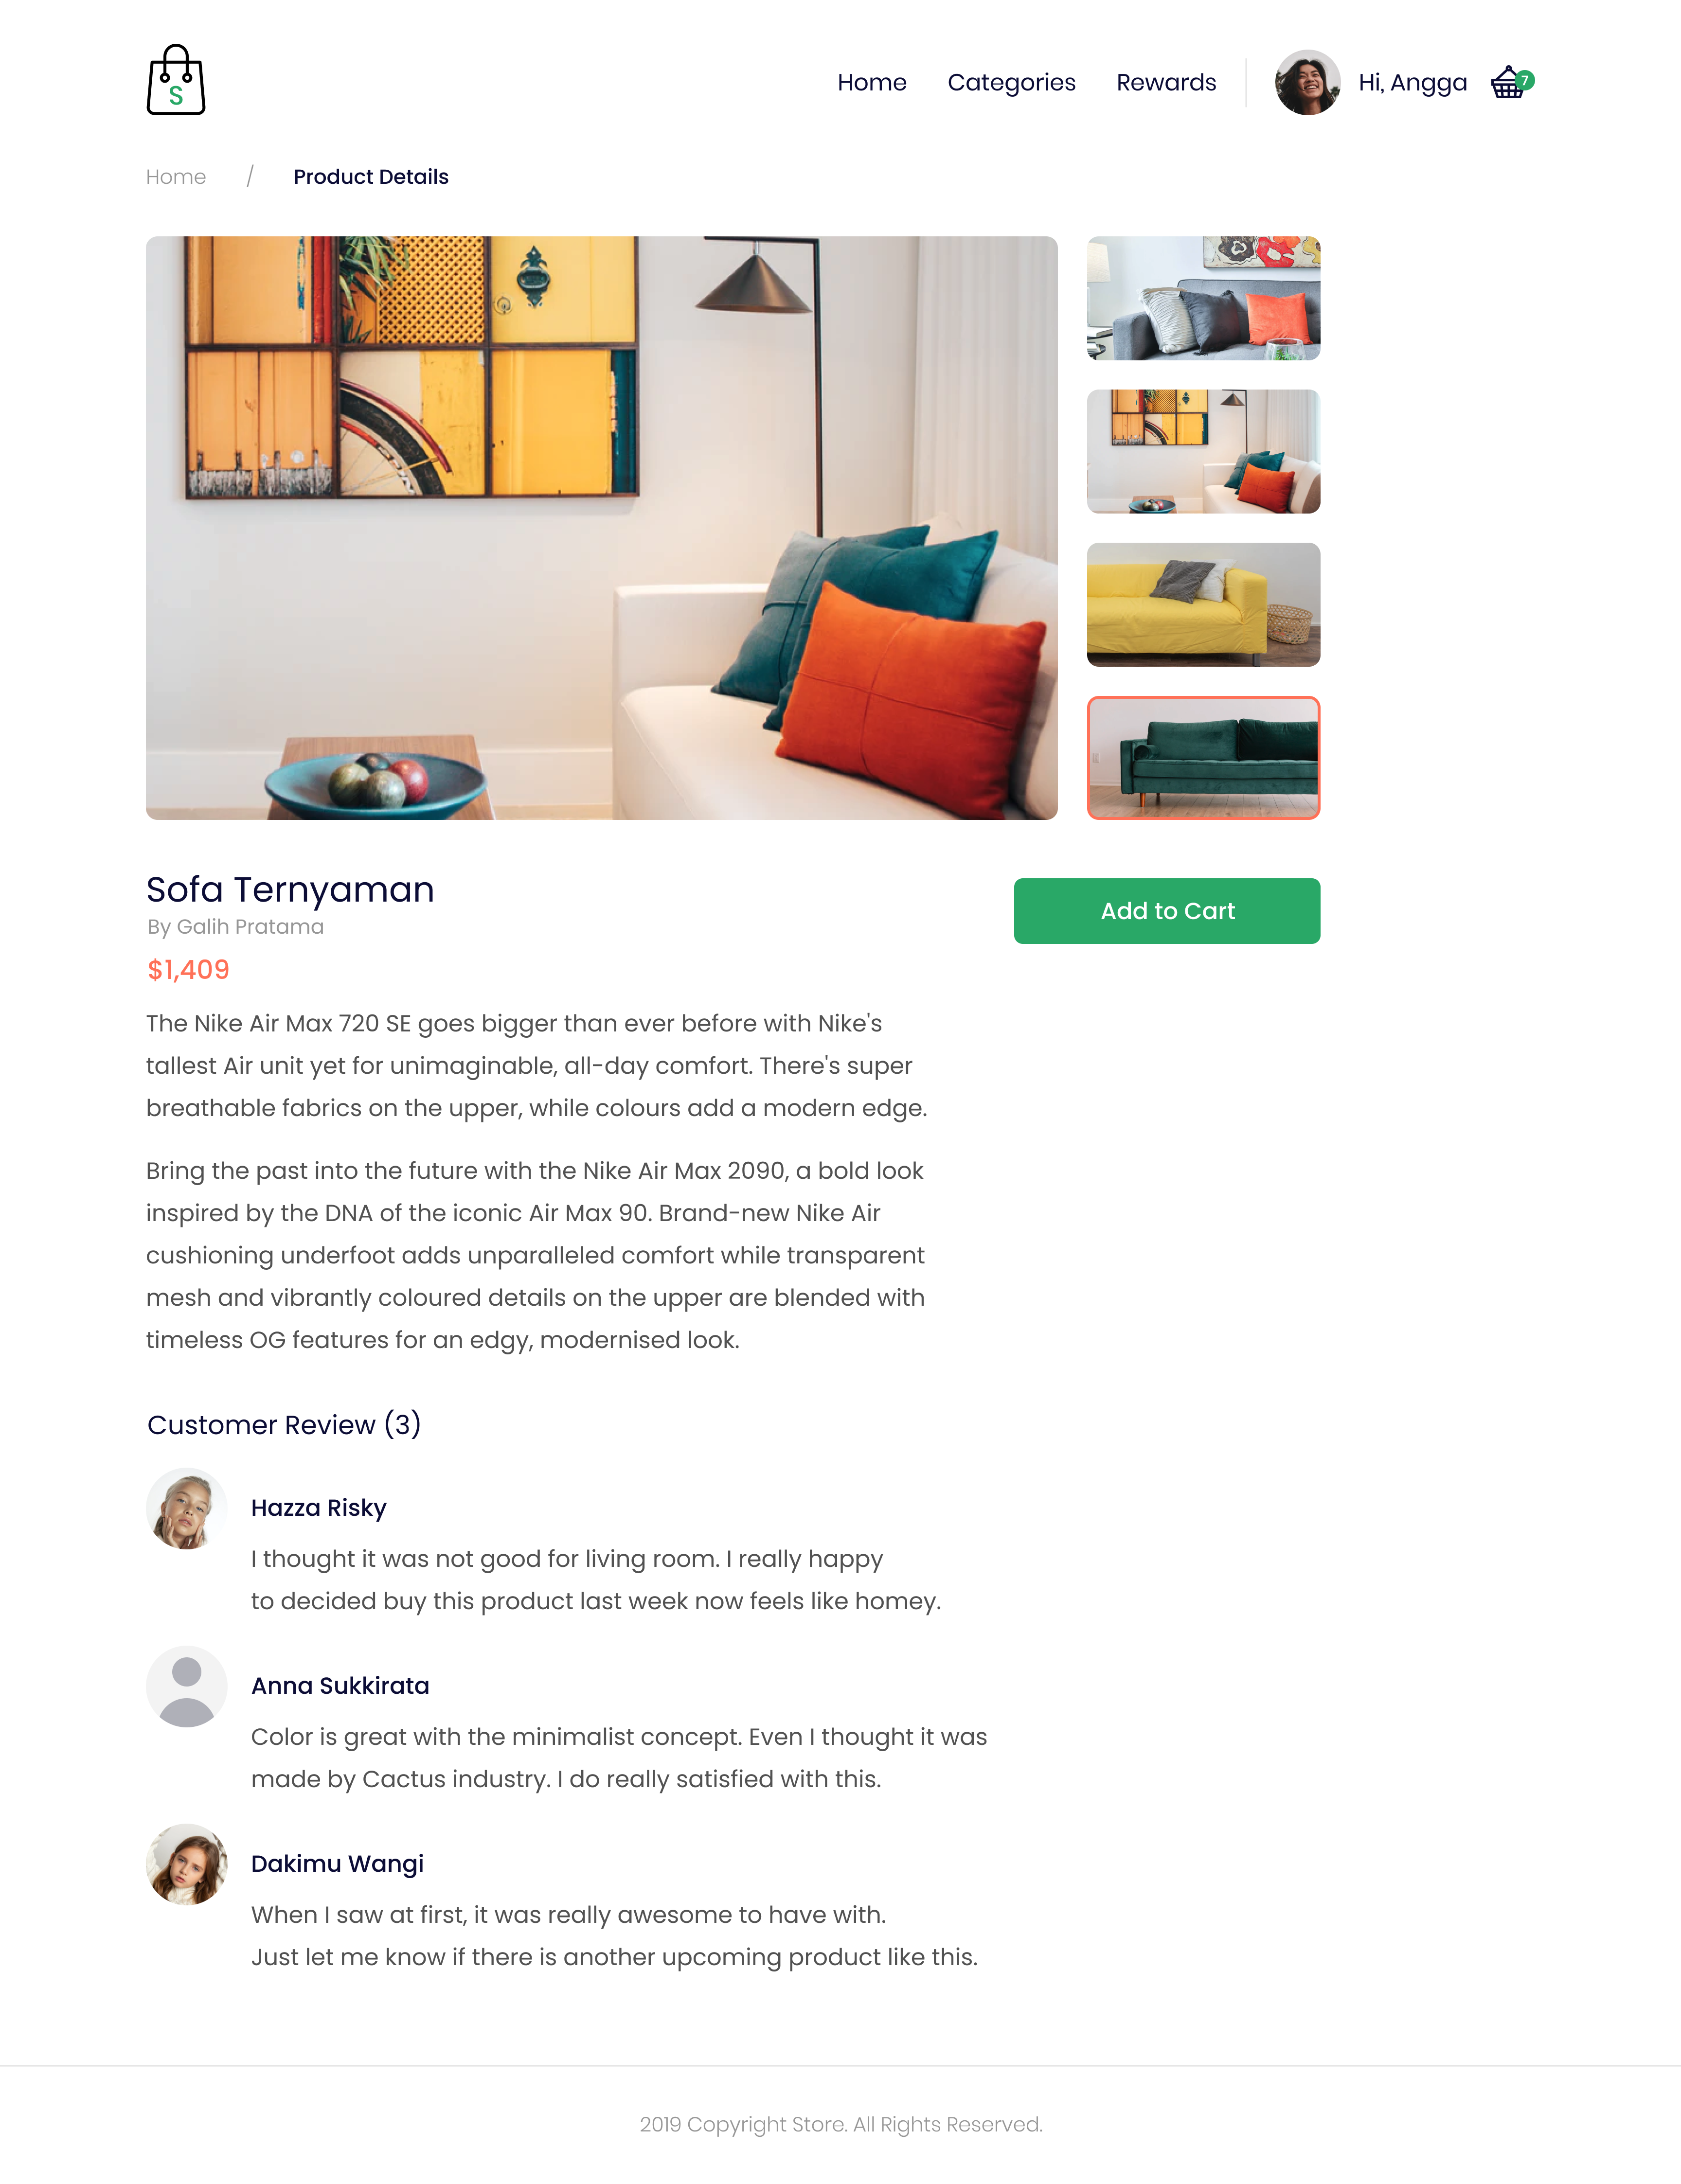 S
Home Categories Rewards Hi, Angga 7
Home / Product Details
Sofa Ternyaman
By Galih Pratama
$1,409
Add to Cart
The Nike Air Max 720 SE goes bigger than ever before with Nike's
tallest Air unit yet for unimaginable, all-day comfort. There's super
breathable fabrics on the upper, while colours add a modern edge.
Bring the past into the future with the Nike Air Max 2090, a bold look
inspired by the DNA of the iconic Air Max 90. Brand-new Nike Air
cushioning underfoot adds unparalleled comfort while transparent
mesh and vibrantly coloured details on the upper are blended with
timeless OG features for an edgy, modernised look.
Customer Review (3)
Hazza Risky
I thought it was not good for living room. I really happy
to decided buy this product last week now feels like homey.
Anna Sukkirata
Color is great with the minimalist concept. Even I thought it was
made by Cactus industry. I do really satisfied with this.
Dakimu Wangi
When I saw at first, it was really awesome to have with.
Just let me know if there is another upcoming product like this.
2019 Copyright Store. All Rights Reserved.